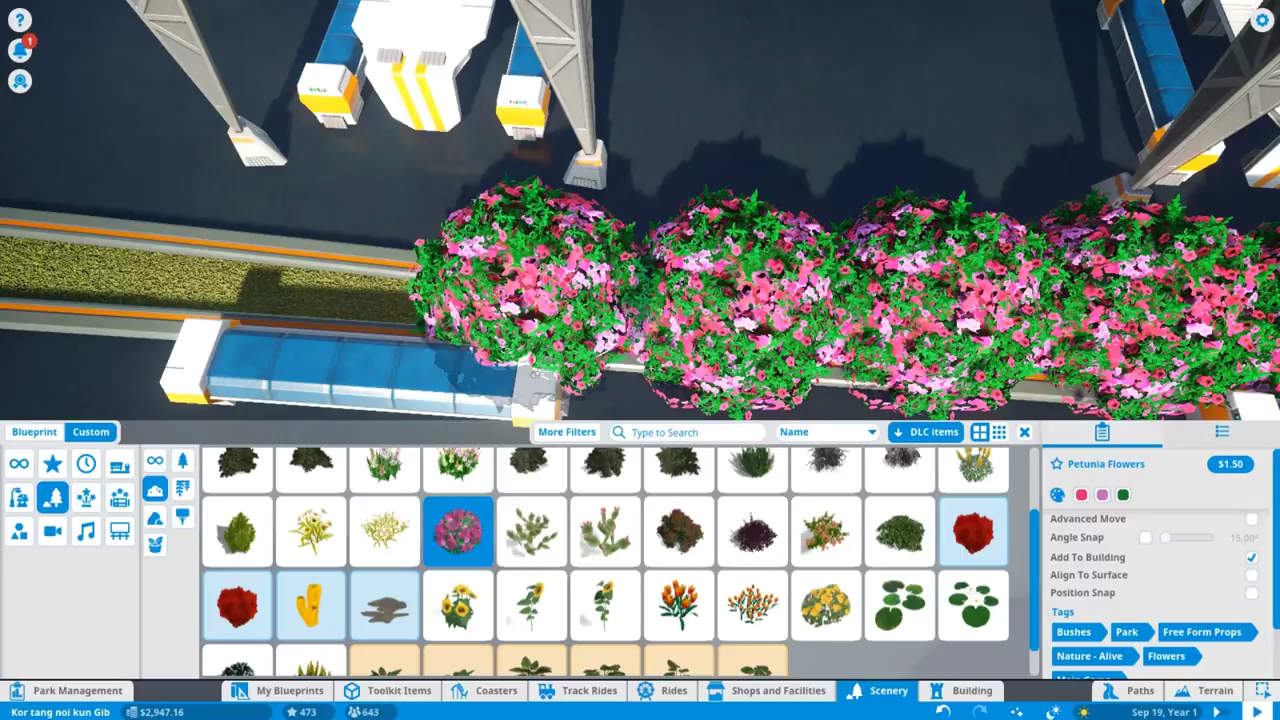 ?
1
Blueprint
Custom
More Filters
Type to Search
Name
DLC items
Petunia Flowers
$1.50
Advanced Move
Angle Snap
15.00°
Add To Building
Align To Surface
Position Snap
Tags
Bushes
Park
Free Form Props
Nature - Alive
Flowers
Park Management
My Blueprints
Toolkit Items
Coasters
Track Rides
Rides
Shops and Facilities
Scenery
Building
Paths
Terrain
Kor tang noi kun Gib
$2,947.16
473
643
Sep 19, Year 1